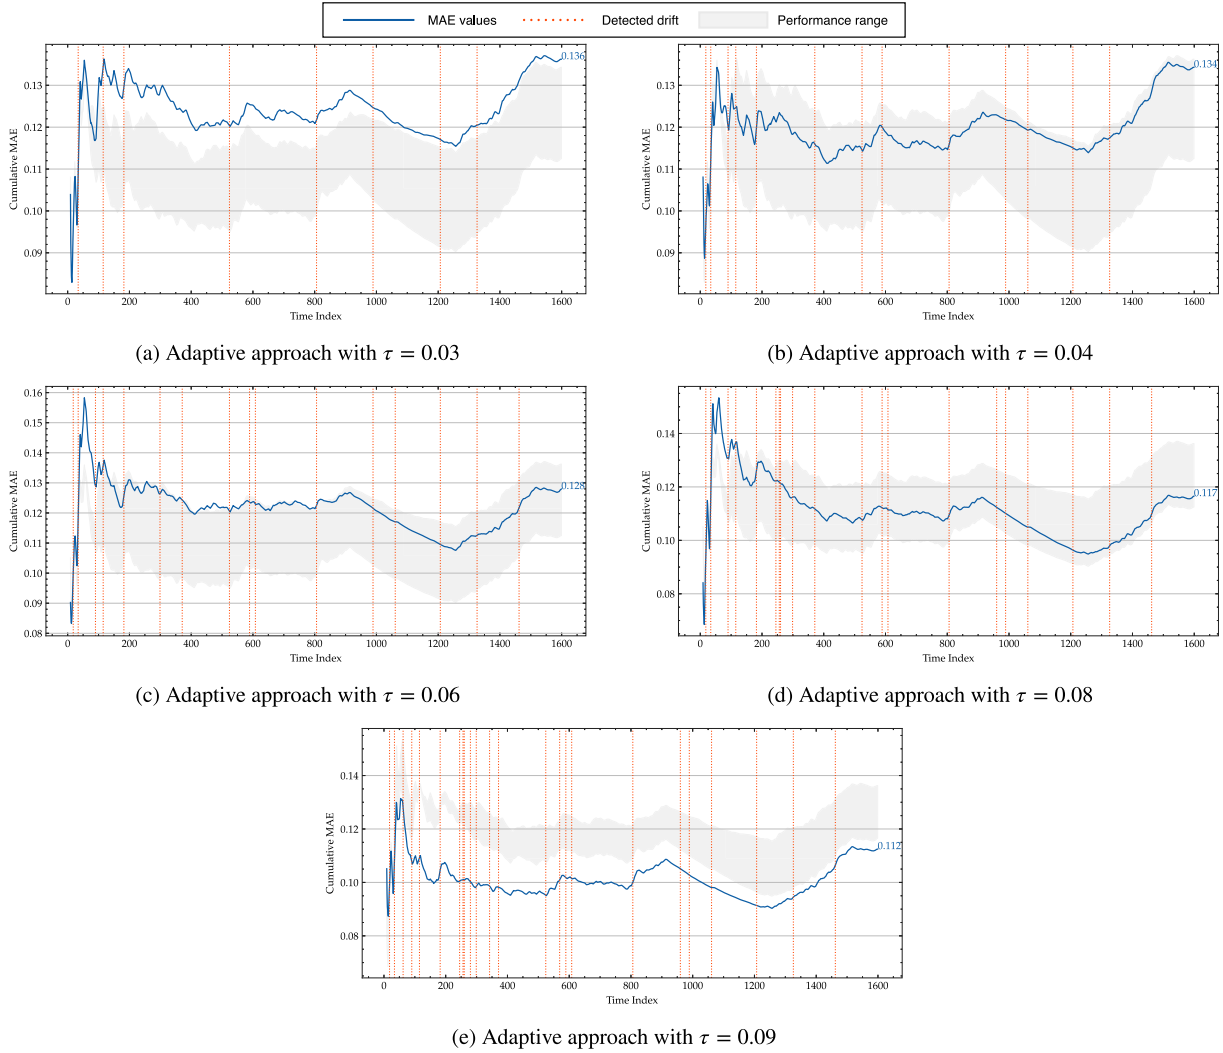 MAE values Detected drift Performance range
0.136
0.13
0.12
0.11
0.10
0.09
Cumulative MAE
0 200 400 600 800 1000 1200 1400 1600
Time Index
(a) Adaptive approach with τ = 0.03
0.134
0.13
0.12
0.11
0.10
0.09
Cumulative MAE
0 200 400 600 800 1000 1200 1400 1600
Time Index
(b) Adaptive approach with τ = 0.04
0.16
0.15
0.14
0.13
0.128
0.12
0.11
0.10
0.09
0.08
Cumulative MAE
0 200 400 600 800 1000 1200 1400 1600
Time Index
(c) Adaptive approach with τ = 0.06
0.14
0.12
0.117
0.10
0.08
Cumulative MAE
0 200 400 600 800 1000 1200 1400 1600
Time Index
(d) Adaptive approach with τ = 0.08
0.14
0.12
0.112
0.10
0.08
Cumulative MAE
0 200 400 600 800 1000 1200 1400 1600
Time Index
(e) Adaptive approach with τ = 0.09